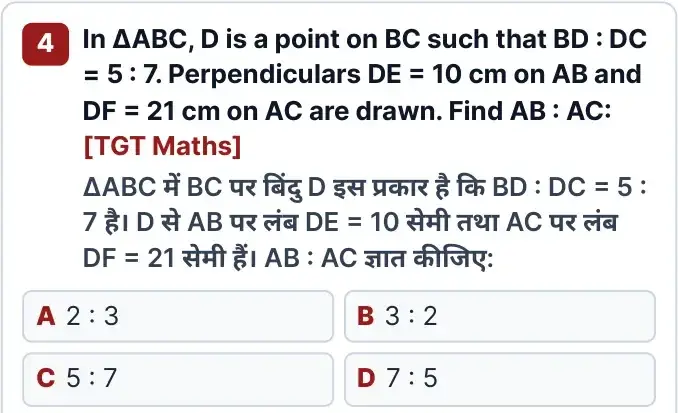 4 In ΔABC, D is a point on BC such that BD : DC
= 5 : 7. Perpendiculars DE = 10 cm on AB and
DF = 21 cm on AC are drawn. Find AB : AC:
[TGT Maths]
ΔABC में BC पर बिंदु D इस प्रकार है कि BD : DC = 5 :
7 है। D से AB पर लंब DE = 10 सेमी तथा AC पर लंब
DF = 21 सेमी हैं। AB : AC ज्ञात कीजिए:
A 2 : 3
B 3 : 2
C 5 : 7
D 7 : 5